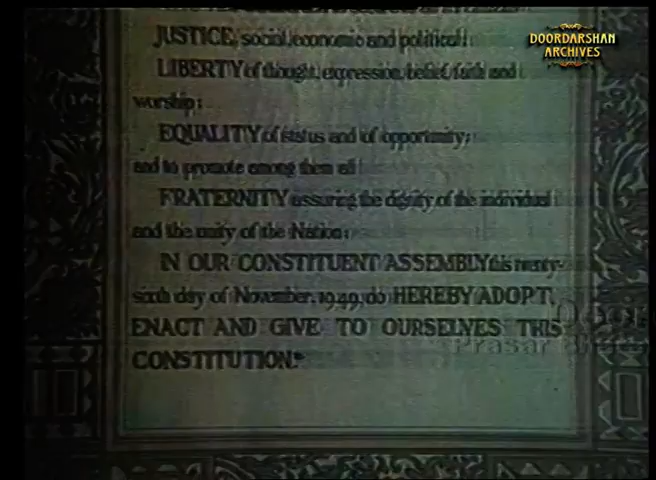 JUSTICE, social, economic and political;
LIBERTY of thought, expression, belief, faith and
worship;
EQUALITY of status and of opportunity;
and to promote among them all
FRATERNITY assuring the dignity of the individual
and the unity of the Nation;
IN OUR CONSTITUENT ASSEMBLY this twenty-
sixth day of November, 1949, do HEREBY ADOPT,
ENACT AND GIVE TO OURSELVES THIS
CONSTITUTION."
DOORDARSHAN
ARCHIVES
Prasar